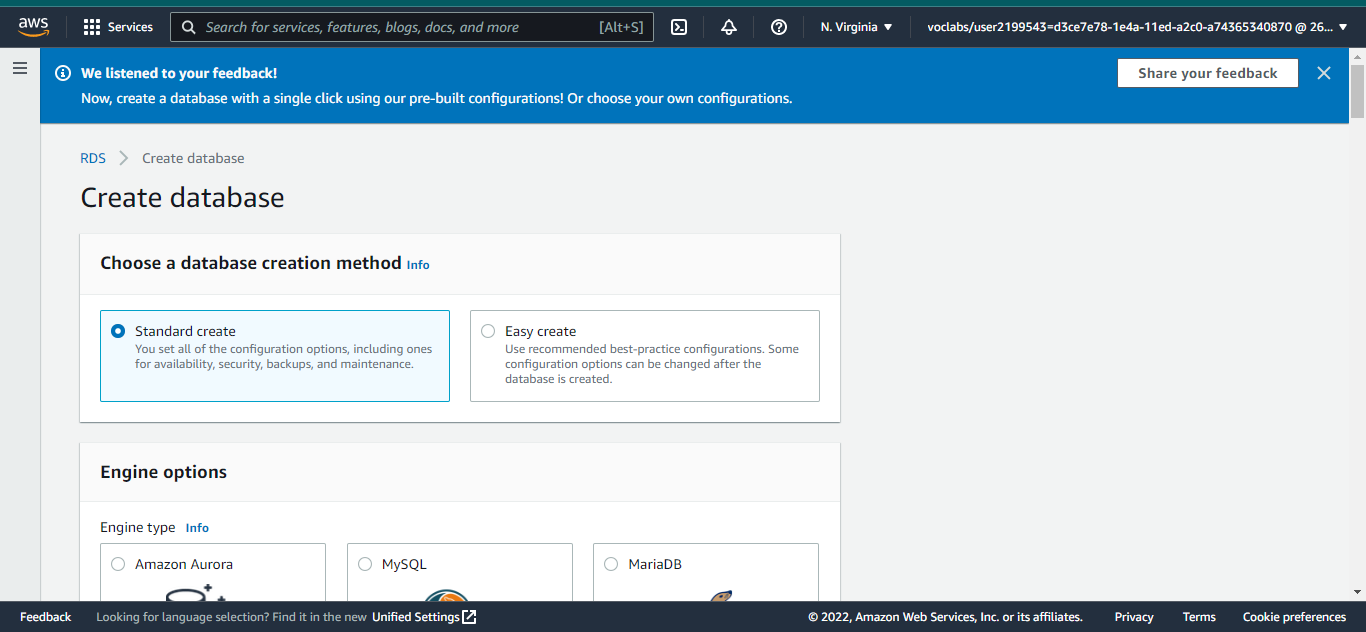 aws
Services
Search for services, features, blogs, docs, and more [Alt+S]
N. Virginia
voclabs/user2199543=d3ce7e78-1e4a-11ed-a2c0-a74365340870 @ 26...
We listened to your feedback!
Now, create a database with a single click using our pre-built configurations! Or choose your own configurations.
Share your feedback
RDS
Create database
Create database
Choose a database creation method Info
Standard create
You set all of the configuration options, including ones
for availability, security, backups, and maintenance.
Easy create
Use recommended best-practice configurations. Some
configuration options can be changed after the
database is created.
Engine options
Engine type Info
Amazon Aurora
MySQL
MariaDB
Feedback
Looking for language selection? Find it in the new Unified Settings
© 2022, Amazon Web Services, Inc. or its affiliates.
Privacy
Terms
Cookie preferences